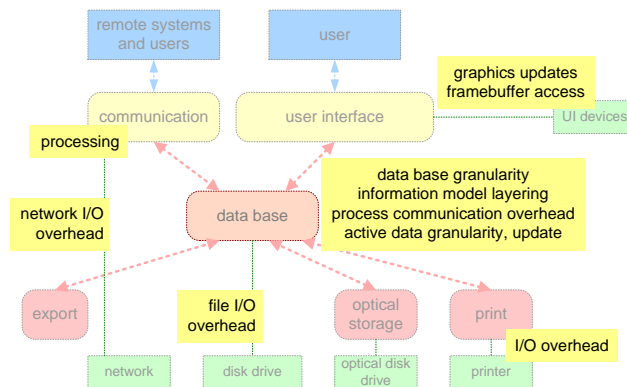 remote systems
and users
user
graphics updates
framebuffer access
communication
user interface
UI devices
processing
data base granularity
information model layering
process communication overhead
active data granularity, update
network I/O
overhead
data base
export
file I/O
overhead
optical
storage
print
I/O overhead
network
disk drive
optical disk
drive
printer